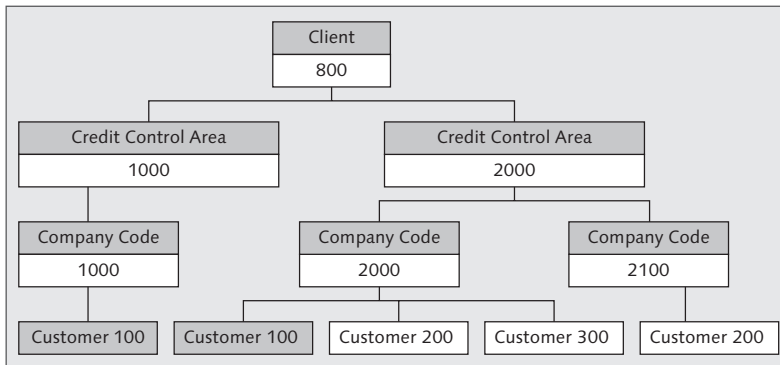 Client
800
Credit Control Area
Credit Control Area
1000
2000
Company Code
Company Code
Company Code
1000
2000
2100
Customer 100
Customer 100
Customer 200
Customer 300
Customer 200